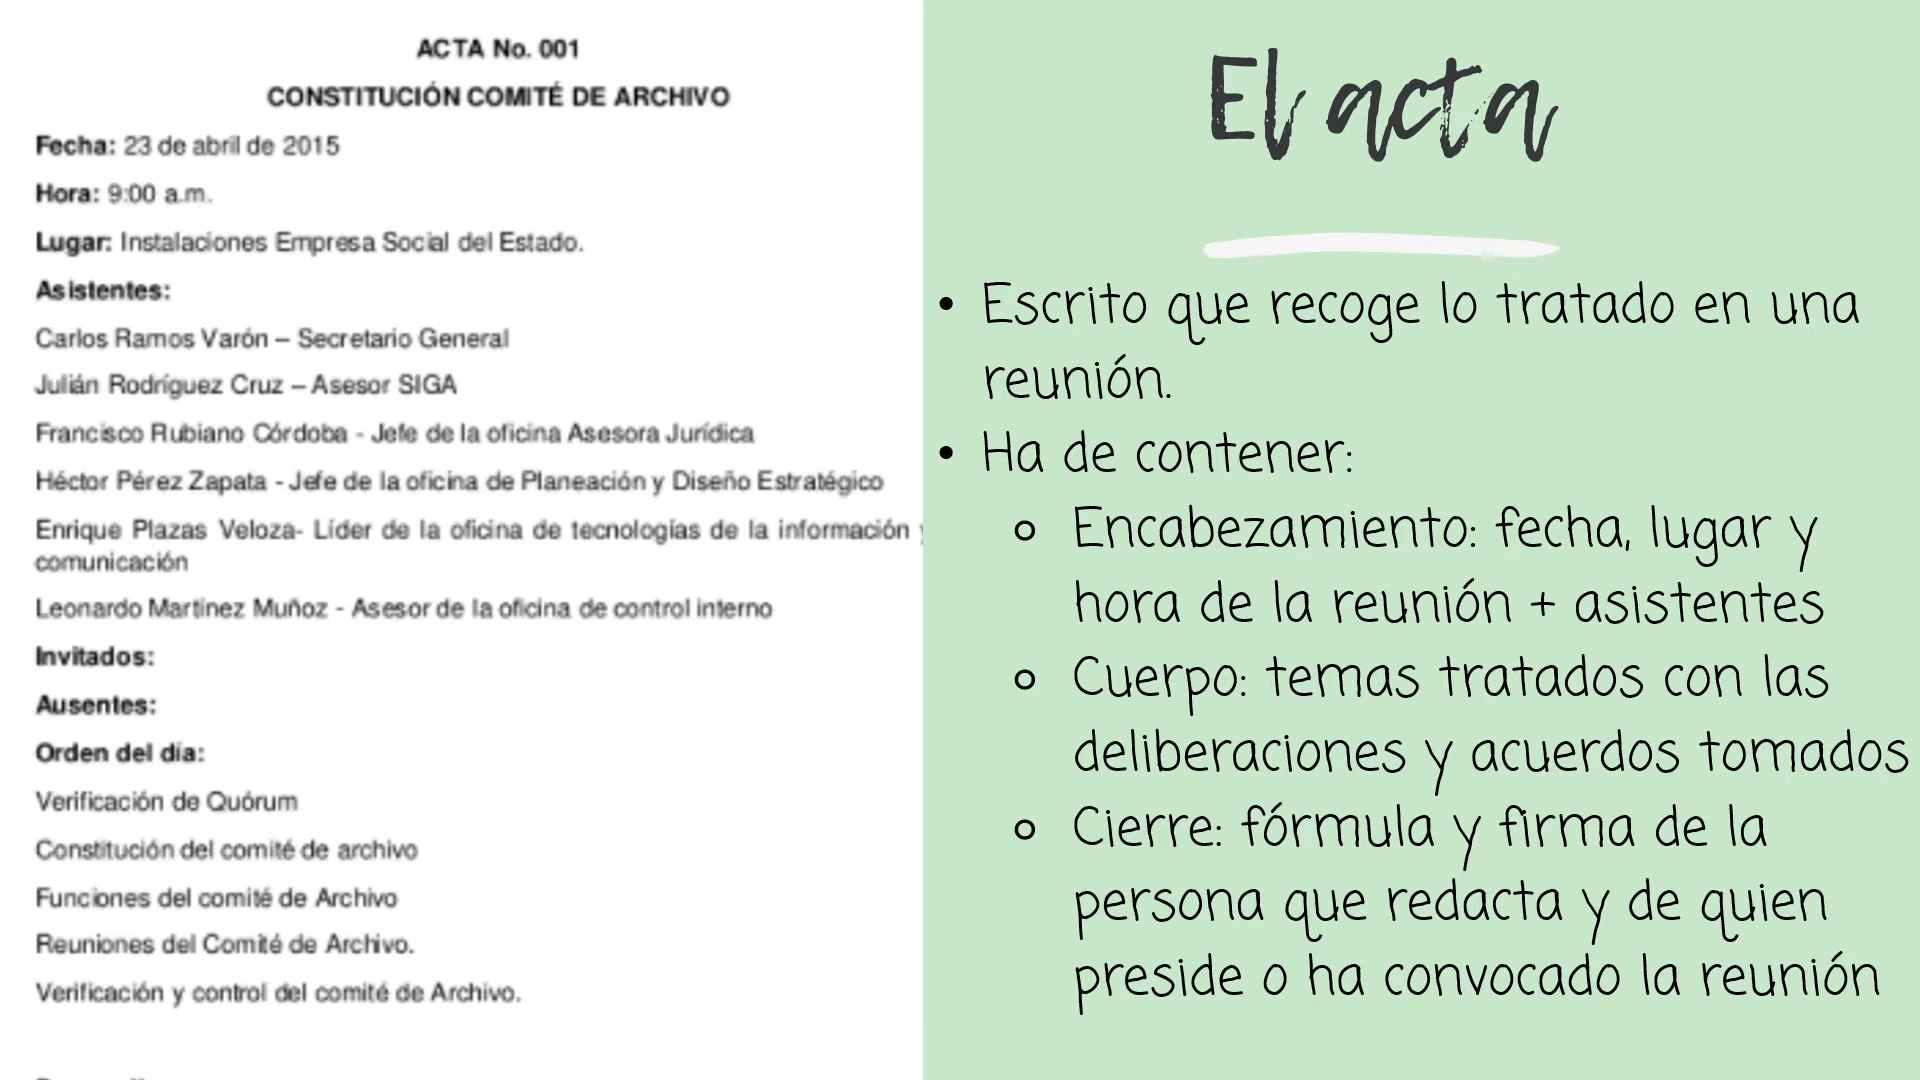 ACTA No. 001
CONSTITUCIÓN COMITÉ DE ARCHIVO
Fecha: 23 de abril de 2015
Hora: 9:00 a.m.
Lugar: Instalaciones Empresa Social del Estado.
Asistentes:
Carlos Ramos Varón – Secretario General
Julián Rodríguez Cruz – Asesor SIGA
Francisco Rubiano Córdoba - Jefe de la oficina Asesora Jurídica
Héctor Pérez Zapata - Jefe de la oficina de Planeación y Diseño Estratégico
Enrique Plazas Veloza- Líder de la oficina de tecnologías de la información y
comunicación
Leonardo Martínez Muñoz - Asesor de la oficina de control interno
Invitados:
Ausentes:
Orden del día:
Verificación de Quórum
Constitución del comité de archivo
Funciones del comité de Archivo
Reuniones del Comité de Archivo.
Verificación y control del comité de Archivo.
El acta
• Escrito que recoge lo tratado en una
reunión.
• Ha de contener:
◦ Encabezamiento: fecha, lugar y
hora de la reunión + asistentes
◦ Cuerpo: temas tratados con las
deliberaciones y acuerdos tomados
◦ Cierre: fórmula y firma de la
persona que redacta y de quien
preside o ha convocado la reunión